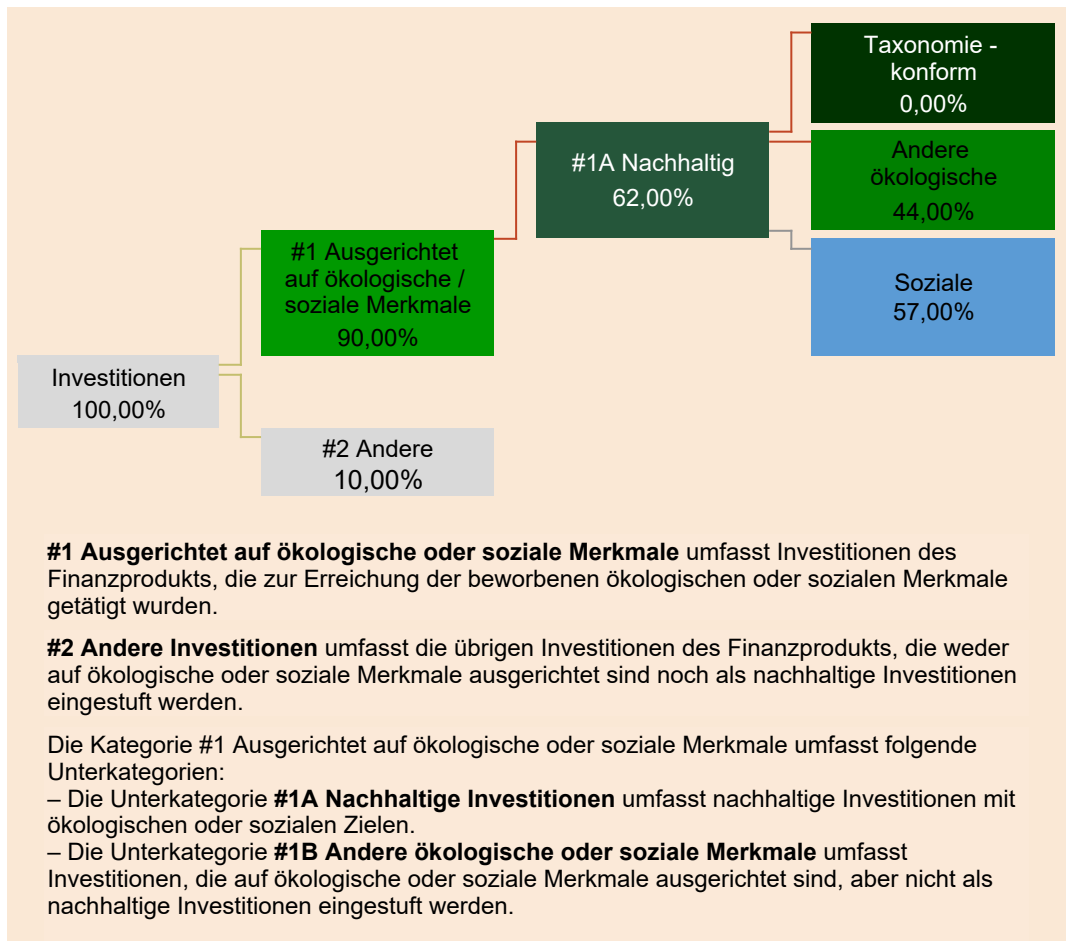 Taxonomie -
konform
0,00%
Andere
ökologische
44,00%
#1A Nachhaltig
62,00%
Soziale
57,00%
#1 Ausgerichtet
auf ökologische /
soziale Merkmale
90,00%
Investitionen
100,00%
#2 Andere
10,00%
#1 Ausgerichtet auf ökologische oder soziale Merkmale umfasst Investitionen des
Finanzprodukts, die zur Erreichung der beworbenen ökologischen oder sozialen Merkmale
getätigt wurden.
#2 Andere Investitionen umfasst die übrigen Investitionen des Finanzprodukts, die weder
auf ökologische oder soziale Merkmale ausgerichtet sind noch als nachhaltige Investitionen
eingestuft werden.
Die Kategorie #1 Ausgerichtet auf ökologische oder soziale Merkmale umfasst folgende
Unterkategorien:
– Die Unterkategorie #1A Nachhaltige Investitionen umfasst nachhaltige Investitionen mit
ökologischen oder sozialen Zielen.
– Die Unterkategorie #1B Andere ökologische oder soziale Merkmale umfasst
Investitionen, die auf ökologische oder soziale Merkmale ausgerichtet sind, aber nicht als
nachhaltige Investitionen eingestuft werden.